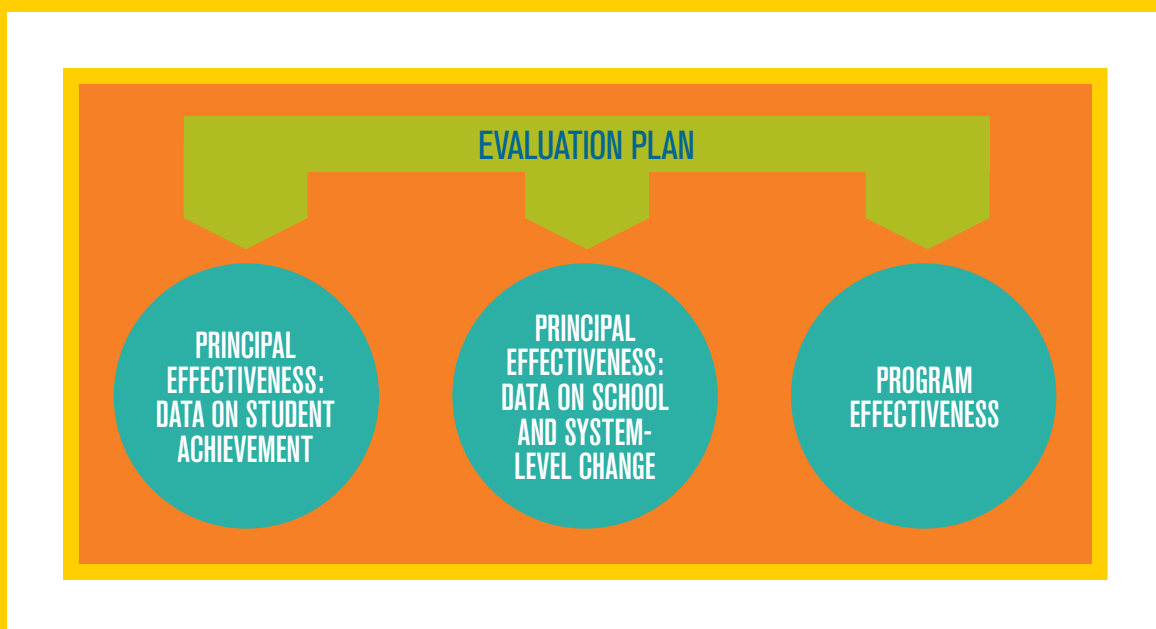 EVALUATION PLAN
PRINCIPAL
EFFECTIVENESS:
DATA ON STUDENT
ACHIEVEMENT
PRINCIPAL
EFFECTIVENESS:
DATA ON SCHOOL
AND SYSTEM-
LEVEL CHANGE
PROGRAM
EFFECTIVENESS